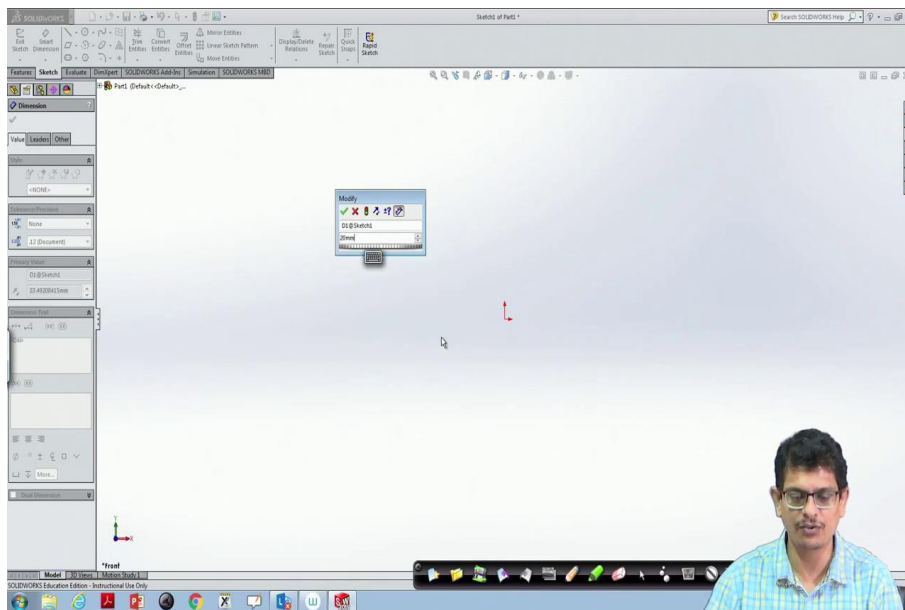 SOLIDWORKS
Sketch1 of Part1 *
Search SOLIDWORKS Help
Exit Sketch
Smart Dimension
Trim Entities
Convert Entities
Offset Entities
Mirror Entities
Linear Sketch Pattern
Move Entities
Display/Delete Relations
Repair Sketch
Quick Snaps
Rapid Sketch
Features Sketch Evaluate DimXpert SOLIDWORKS Add-Ins Simulation SOLIDWORKS MBD
Part1 (Default<<Default>_...
Dimension
Value Leaders Other
Style
<NONE>
Tolerance/Precision
None
.12 (Document)
Primary Value
D1@Sketch1
33.49208413mm
Dimension Text
<DIM>
More...
Dual Dimension
Modify
D1@Sketch1
20mm
Y
X
*Front
Model 3D Views Motion Study 1
SOLIDWORKS Education Edition - Instructional Use Only